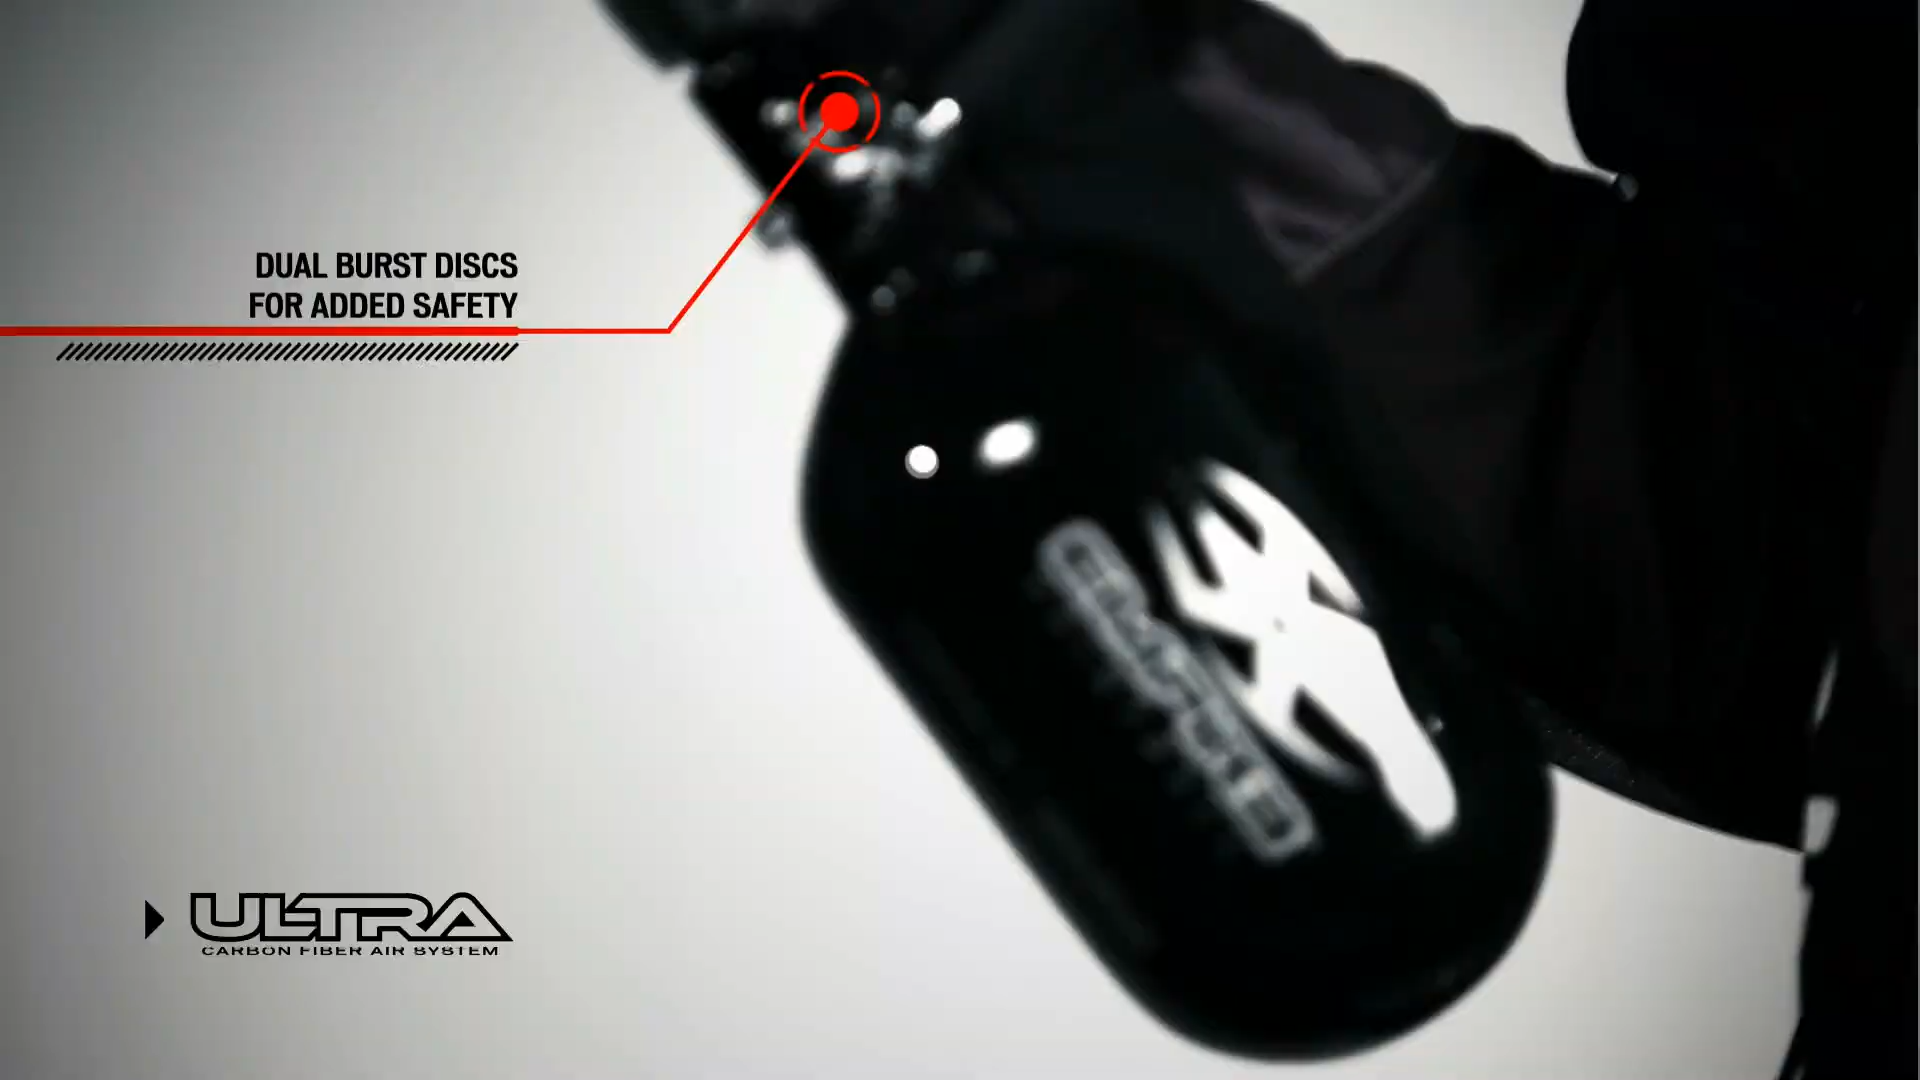 DUAL BURST DISCS
FOR ADDED SAFETY
ULTRA
CARBON FIBER AIR SYSTEM